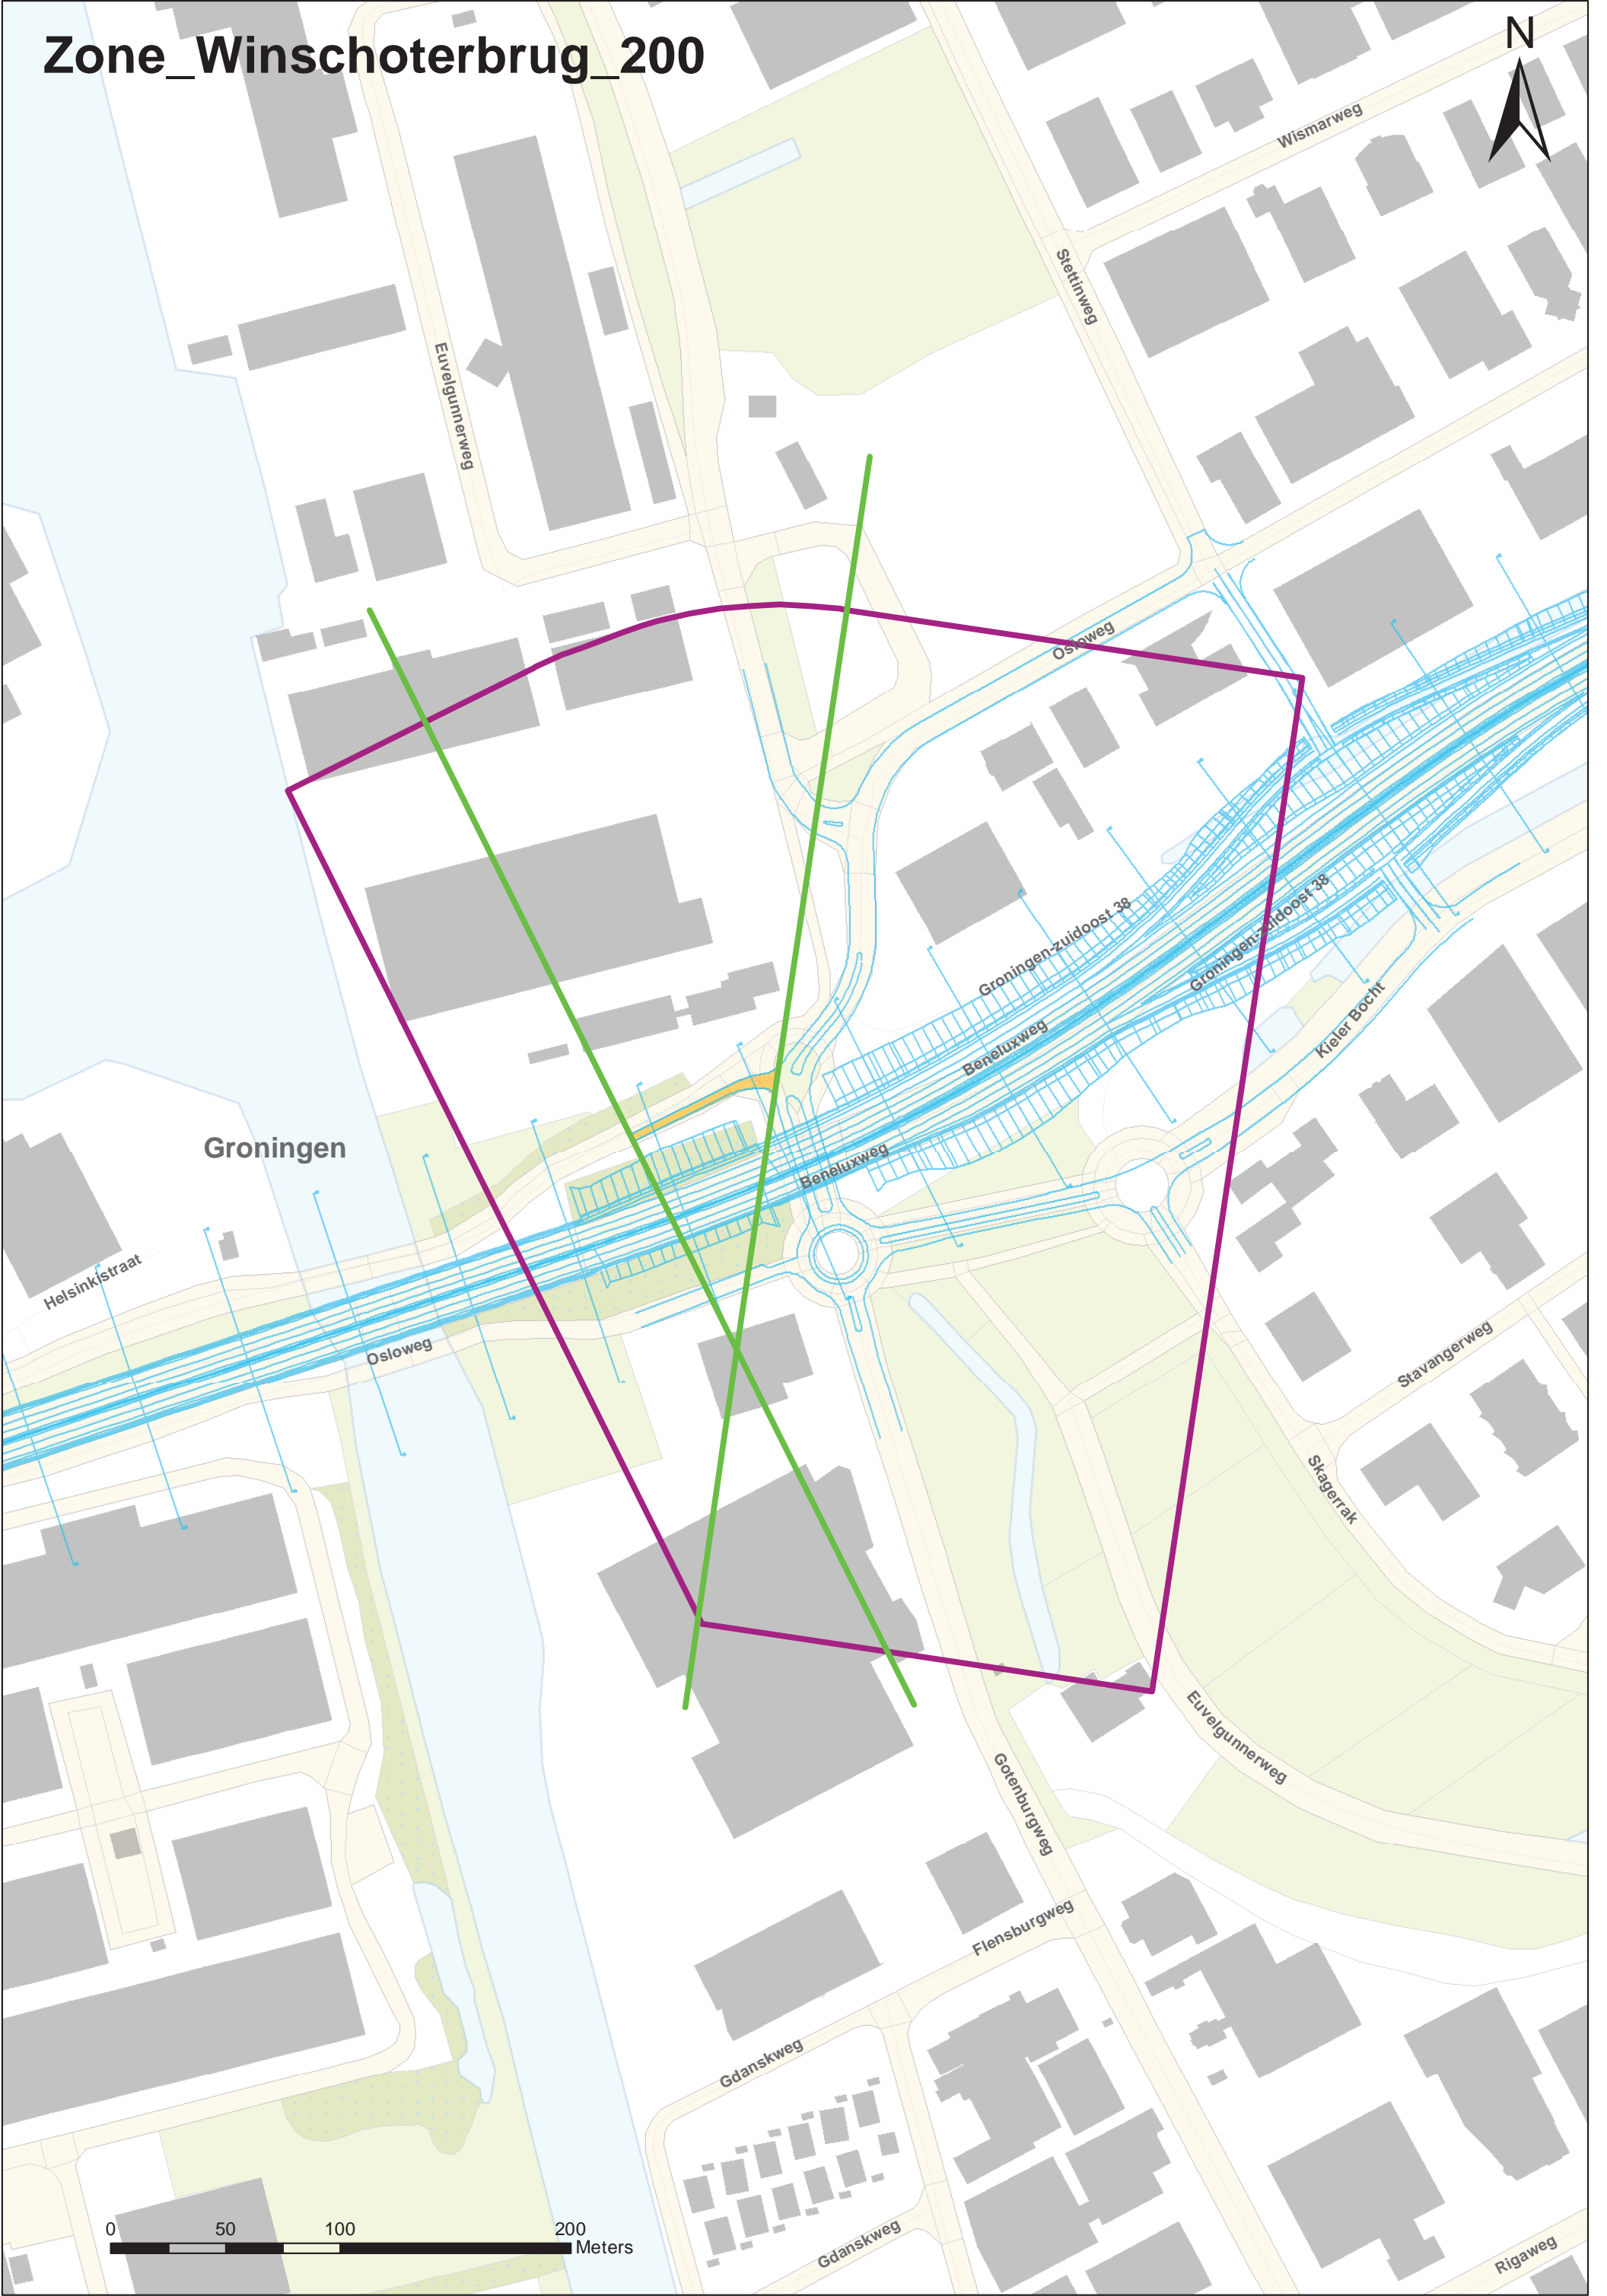 Zone_Winschoterbrug_200
N
Wismarweg
Stettinweg
Euvelgunnerweg
Osloweg
Groningen-zuidoost 38
Groningen-zuidoost 38
Beneluxweg
Kieler Bocht
Groningen
Beneluxweg
Helsinkistraat
Osloweg
Stavangerweg
Skagerrak
Euvelgunnerweg
Gotenburgweg
Flensburgweg
Gdanskweg
Gdanskweg
Rigaweg
0 50 100 200
Meters